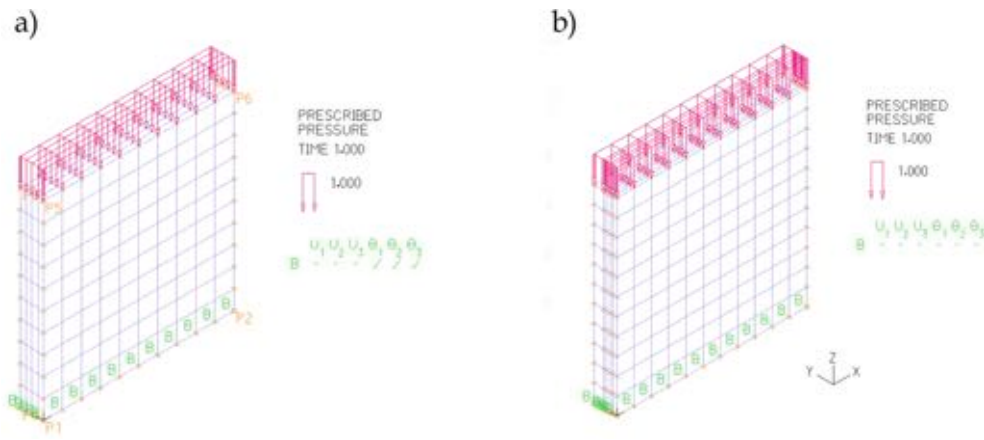 a)
b)
P6
PRESCRIBED
PRESSURE
TIME 1.000
1.000
P5
U₁ U₂ U₃ θ₁ θ₂ θ₃
B
P2
B B B B B B B B B
P1
PRESCRIBED
PRESSURE
TIME 1.000
1.000
U₁ U₂ U₃ θ₁ θ₂ θ₃
B
B B B B B B B B B
Z
Y X